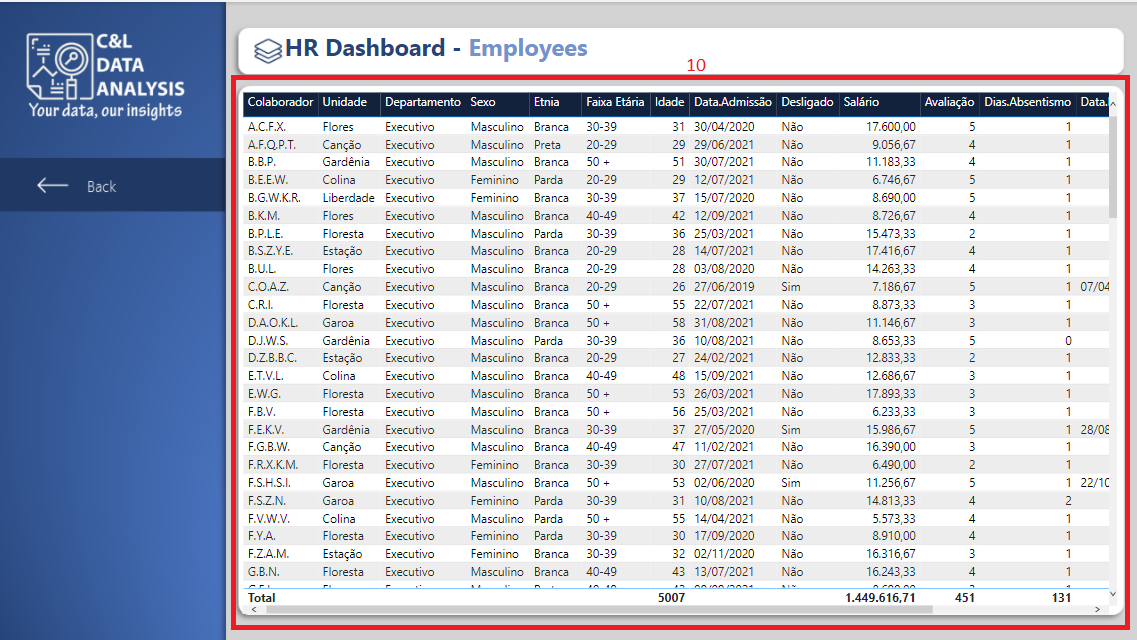 C&L
DATA
ANALYSIS
Your data, our insights
Back
HR Dashboard - Employees
10
Colaborador Unidade Departamento Sexo Etnia Faixa Etária Idade Data.Admissão Desligado Salário Avaliação Dias.Absentismo Data.
A.C.F.X. Flores Executivo Masculino Branca 30-39 31 30/04/2020 Não 17.600,00 5 1
A.F.Q.P.T. Canção Executivo Masculino Preta 20-29 29 29/06/2021 Não 9.056,67 4 1
B.B.P. Gardênia Executivo Masculino Branca 50 + 51 30/07/2021 Não 11.183,33 4 1
B.E.E.W. Colina Executivo Feminino Parda 20-29 29 12/07/2021 Não 6.746,67 5 1
B.G.W.K.R. Liberdade Executivo Feminino Branca 30-39 37 15/07/2020 Não 8.690,00 5 1
B.K.M. Flores Executivo Masculino Branca 40-49 42 12/09/2021 Não 8.726,67 4 1
B.P.L.E. Floresta Executivo Masculino Parda 30-39 36 25/03/2021 Não 15.473,33 2 1
B.S.Z.Y.E. Estação Executivo Masculino Branca 20-29 28 14/07/2021 Não 17.416,67 4 1
B.U.L. Flores Executivo Masculino Branca 20-29 28 03/08/2020 Não 14.263,33 4 1
C.O.A.Z. Canção Executivo Masculino Branca 20-29 26 27/06/2019 Sim 7.186,67 5 1 07/04
C.R.I. Floresta Executivo Masculino Branca 50 + 55 22/07/2021 Não 8.873,33 3 1
D.A.O.K.L. Garoa Executivo Masculino Branca 50 + 58 31/08/2021 Não 11.146,67 3 1
D.J.W.S. Gardênia Executivo Masculino Parda 30-39 36 10/08/2021 Não 8.653,33 5 0
D.Z.B.B.C. Estação Executivo Masculino Branca 20-29 27 24/02/2021 Não 12.833,33 2 1
E.T.V.L. Colina Executivo Masculino Branca 40-49 48 15/09/2021 Não 12.686,67 3 1
E.W.G. Floresta Executivo Masculino Branca 50 + 53 26/03/2021 Não 17.893,33 3 1
F.B.V. Floresta Executivo Masculino Branca 50 + 56 25/03/2021 Não 6.233,33 3 1
F.E.K.V. Gardênia Executivo Masculino Branca 30-39 37 27/05/2020 Sim 15.986,67 5 1 28/08
F.G.B.W. Canção Executivo Masculino Branca 40-49 47 11/02/2021 Não 16.390,00 3 1
F.R.X.K.M. Floresta Executivo Feminino Branca 30-39 30 27/07/2021 Não 6.490,00 2 1
F.S.H.S.I. Garoa Executivo Masculino Branca 50 + 53 02/06/2020 Sim 11.256,67 5 1 22/10
F.S.Z.N. Garoa Executivo Feminino Parda 30-39 31 10/08/2021 Não 14.813,33 4 2
F.V.W.V. Colina Executivo Masculino Parda 50 + 55 14/04/2021 Não 5.573,33 4 1
F.Y.A. Floresta Executivo Feminino Parda 30-39 30 17/09/2020 Não 8.910,00 4 1
F.Z.A.M. Estação Executivo Feminino Branca 30-39 32 02/11/2020 Não 16.316,67 3 1
G.B.N. Floresta Executivo Masculino Branca 40-49 43 13/07/2021 Não 16.243,33 4 1
Total 5007 1.449.616,71 451 131